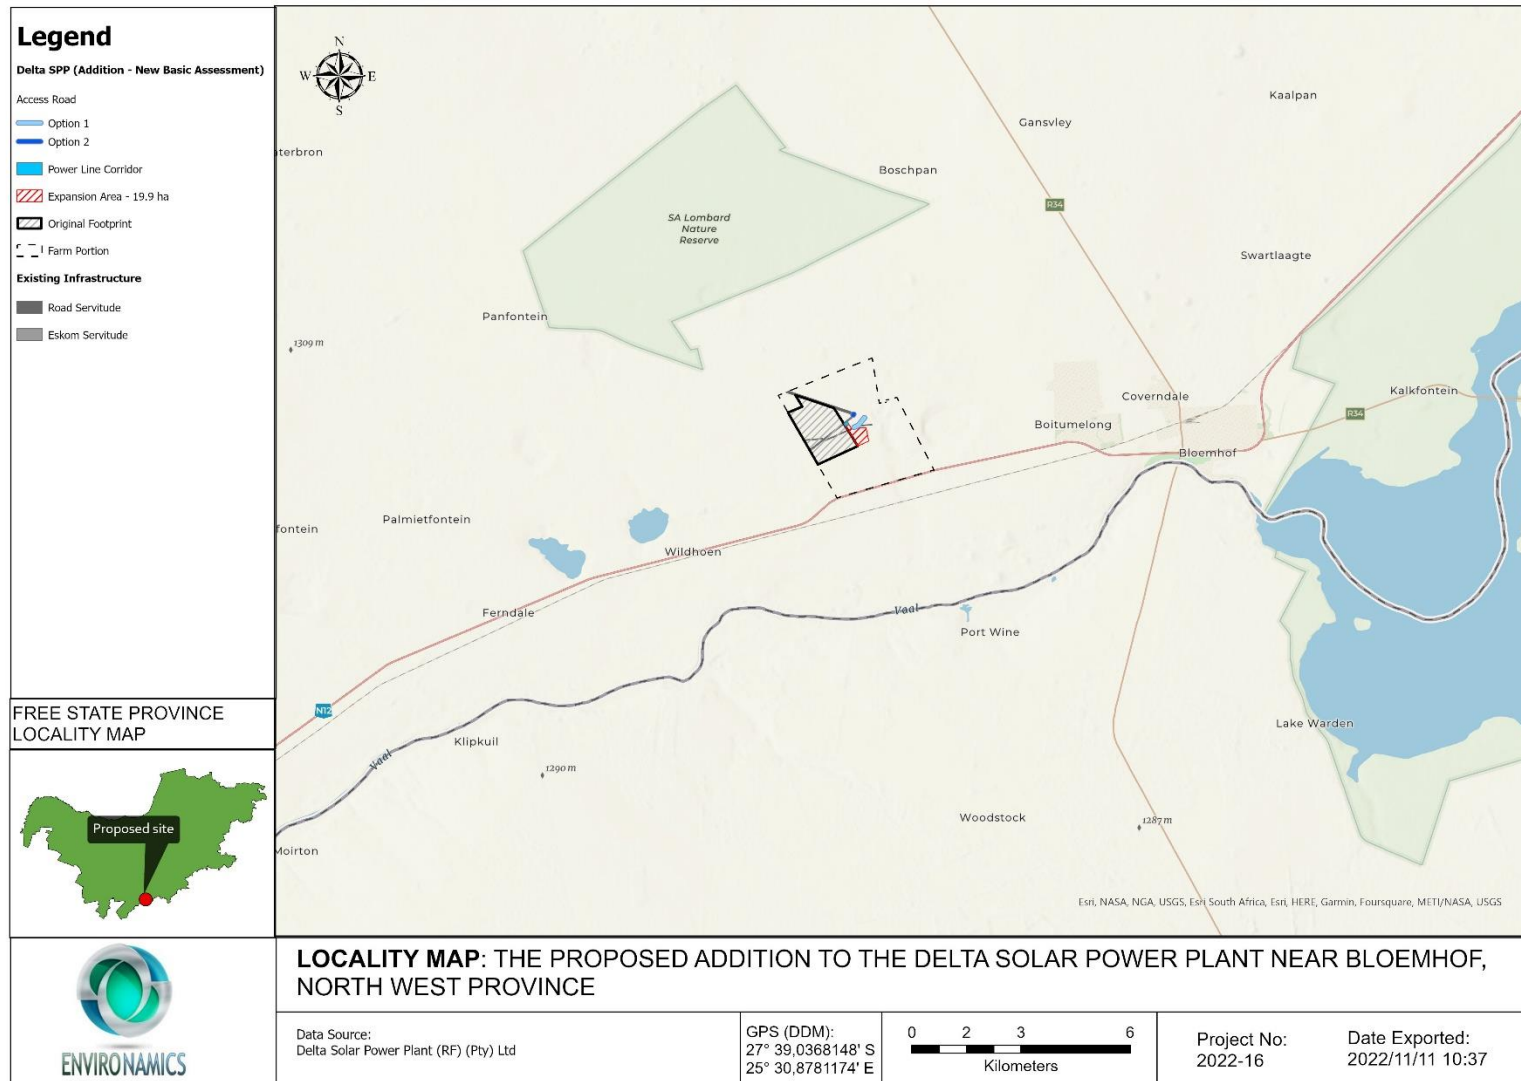 Legend
Delta SPP (Addition - New Basic Assessment)
Access Road
Option 1
Option 2
Power Line Corridor
Expansion Area - 19.9 ha
Original Footprint
Farm Portion
Existing Infrastructure
Road Servitude
Eskom Servitude
FREE STATE PROVINCE
LOCALITY MAP
Proposed site
ENVIRONAMICS
N
W E
S
Kaalpan
Gansvley
terbron
Boschpan
R34
SA Lombard
Nature
Reserve
Swartlaagte
Panfontein
1309 m
Kalkfontein
Coverndale
R34
Boitumelong
Bloemhof
Palmietfontein
fontein
Wildhoen
Ferndale
Vaal
Port Wine
N12
Lake Warden
Klipkuil
Vaal
1290 m
Woodstock
1287 m
Moirton
Esri, NASA, NGA, USGS, Esri South Africa, Esri, HERE, Garmin, Foursquare, METI/NASA, USGS
LOCALITY MAP: THE PROPOSED ADDITION TO THE DELTA SOLAR POWER PLANT NEAR BLOEMHOF,
NORTH WEST PROVINCE
Data Source:
Delta Solar Power Plant (RF) (Pty) Ltd
GPS (DDM):
27° 39,0368148' S
25° 30,8781174' E
0 2 3 6
Kilometers
Project No:
2022-16
Date Exported:
2022/11/11 10:37